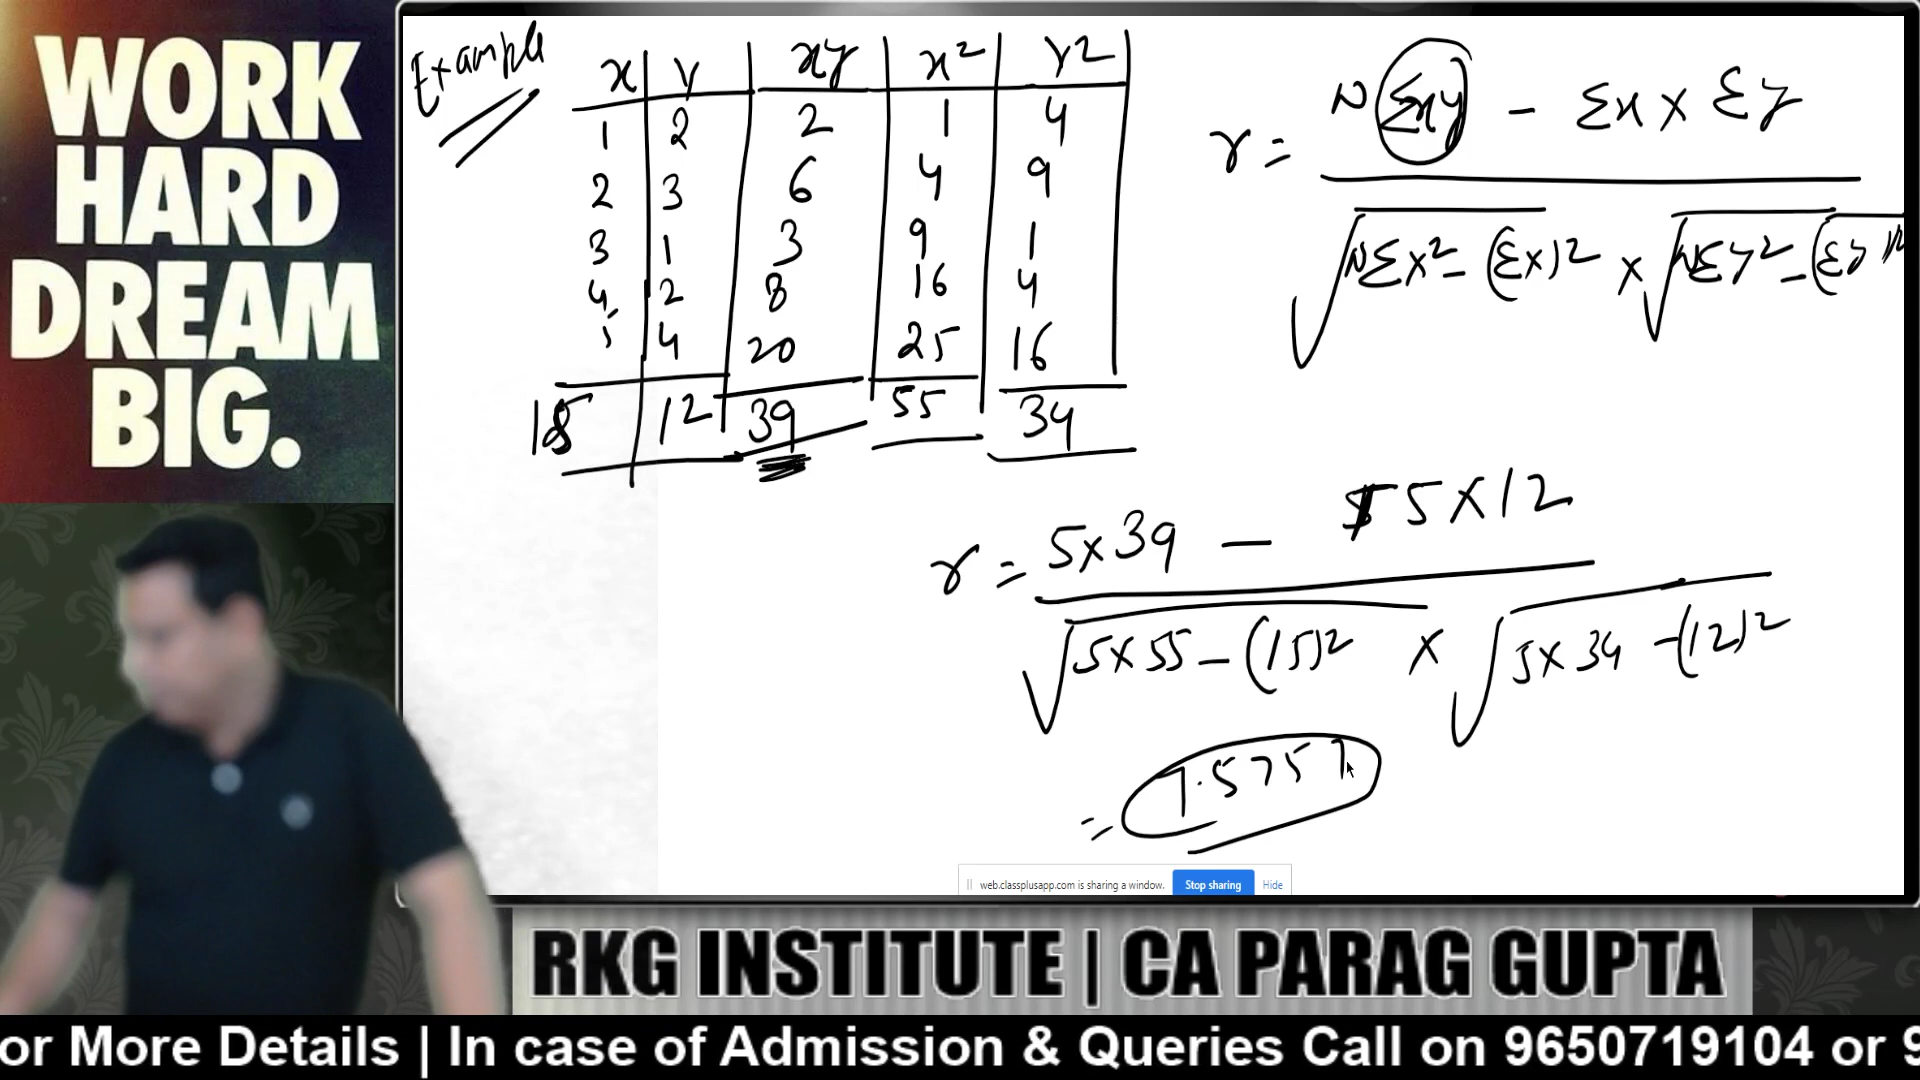 WORK
HARD
DREAM
BIG.
Example
x y xy x² y²
1 2 2 1 4
2 3 6 4 9
3 1 3 9 1
4 2 8 16 4
5 4 20 25 16
15 12 39 55 34
r = N Σxy - Σx × Σy
√NΣx² - (Σx)² × √NΣy² - (Σy)²
r = 5×39 - 15×12
√5×55 - (15)² × √5×34 - (12)²
= 7.5757
web.classplusapp.com is sharing a window. Stop sharing Hide
RKG INSTITUTE | CA PARAG GUPTA
or More Details | In case of Admission & Queries Call on 9650719104 or 9